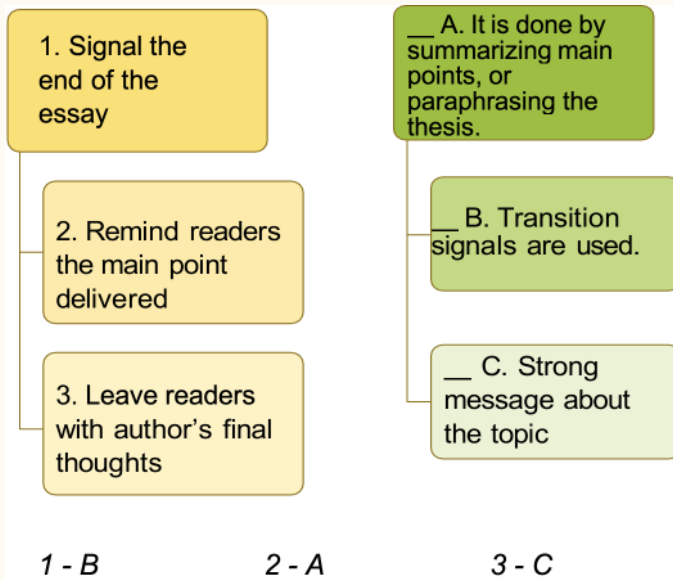 1. Signal the
end of the
essay
2. Remind readers
the main point
delivered
3. Leave readers
with author's final
thoughts
__ A. It is done by
summarizing main
points, or
paraphrasing the
thesis.
__ B. Transition
signals are used.
__ C. Strong
message about
the topic
1 - B 2 - A 3 - C